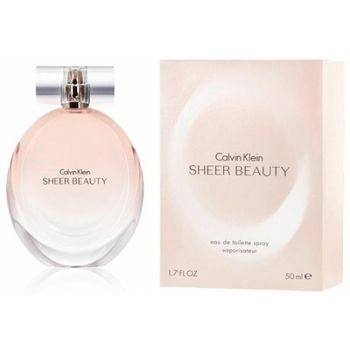 Calvin Klein
SHEER BEAUTY
Calvin Klein
SHEER BEAUTY
eau de toilette spray
vaporisateur
1.7 FL OZ 50 ml ℮